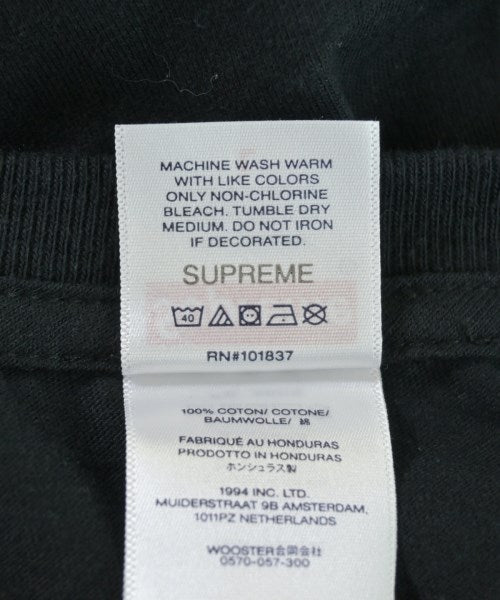 MACHINE WASH WARM
WITH LIKE COLORS
ONLY NON-CHLORINE
BLEACH. TUMBLE DRY
MEDIUM. DO NOT IRON
IF DECORATED.
SUPREME
40
RN#101837
100% COTON/ COTONE/
BAUMWOLLE/ 綿
FABRIQUÉ AU HONDURAS
PRODOTTO IN HONDURAS
ホンジュラス製
1994 INC. LTD.
MUIDERSTRAAT 9B AMSTERDAM,
1011PZ NETHERLANDS
WOOSTER合同会社
0570-057-300